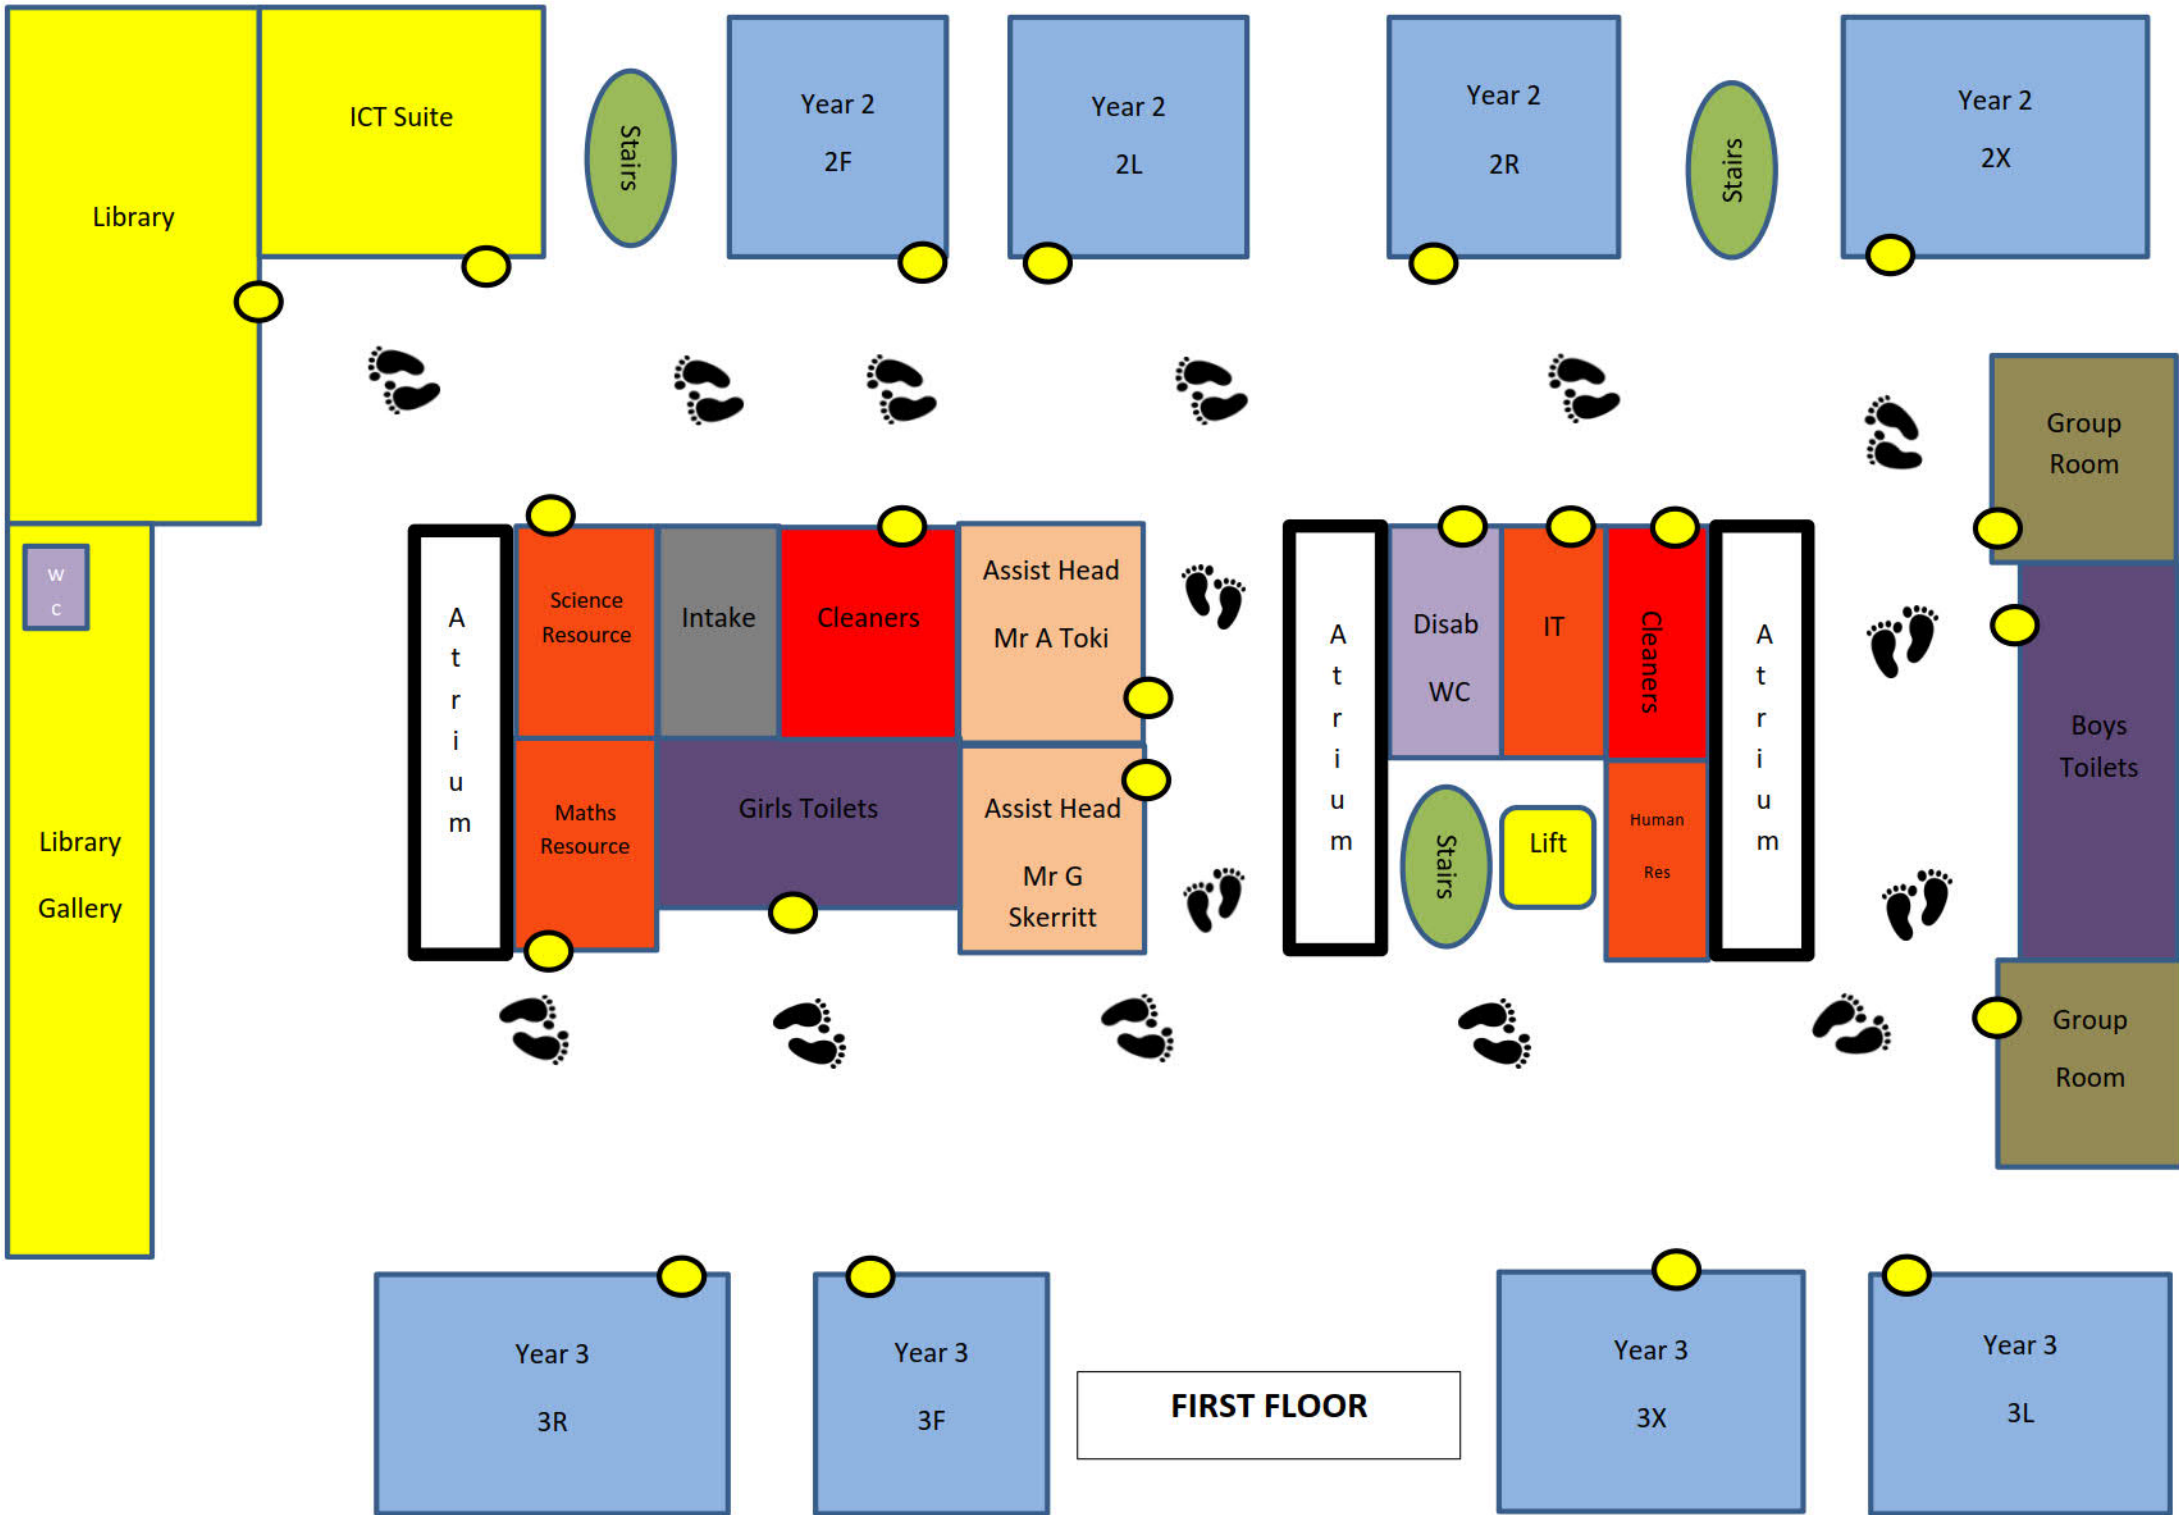 Library
ICT Suite
Stairs
Year 2
2F
Year 2
2L
Year 2
2R
Stairs
Year 2
2X
Group
Room
W
C
Atrium
Science
Resource
Intake
Cleaners
Assist Head
Mr A Toki
Atrium
Disab
WC
IT
Cleaners
Atrium
Boys
Toilets
Library
Gallery
Maths
Resource
Girls Toilets
Assist Head
Mr G
Skerritt
Stairs
Lift
Human
Res
Group
Room
Year 3
3R
Year 3
3F
FIRST FLOOR
Year 3
3X
Year 3
3L